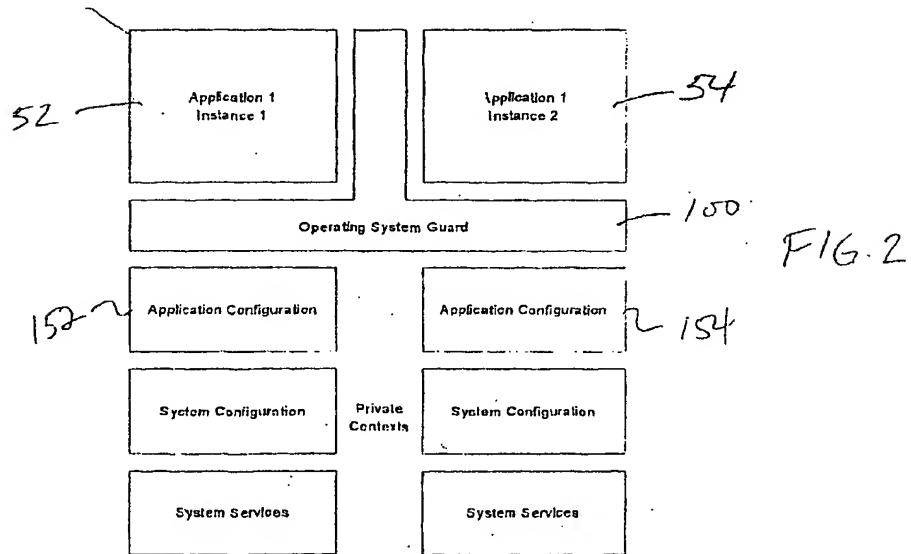 Application 1
Instance 1
Application 1
Instance 2
52
54
Operating System Guard
100
FIG. 2
Application Configuration
Application Configuration
152
154
System Configuration
Private
Contexts
System Configuration
System Services
System Services